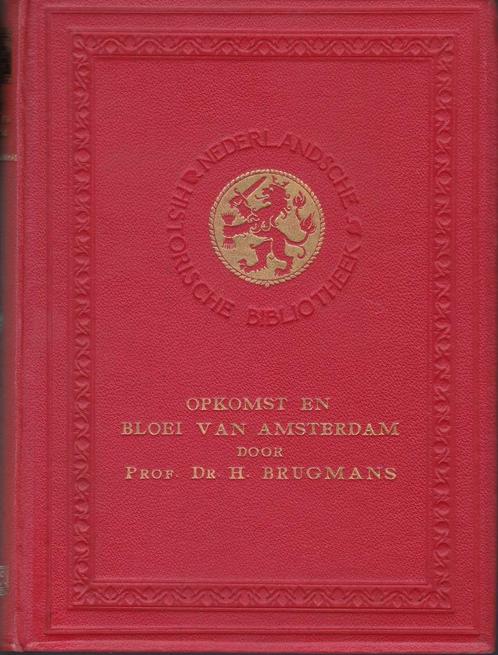 NEDERLANDSCHE HISTORISCHE BIBLIOTHEEK
OPKOMST EN
BLOEI VAN AMSTERDAM
DOOR
PROF. DR. H. BRUGMANS